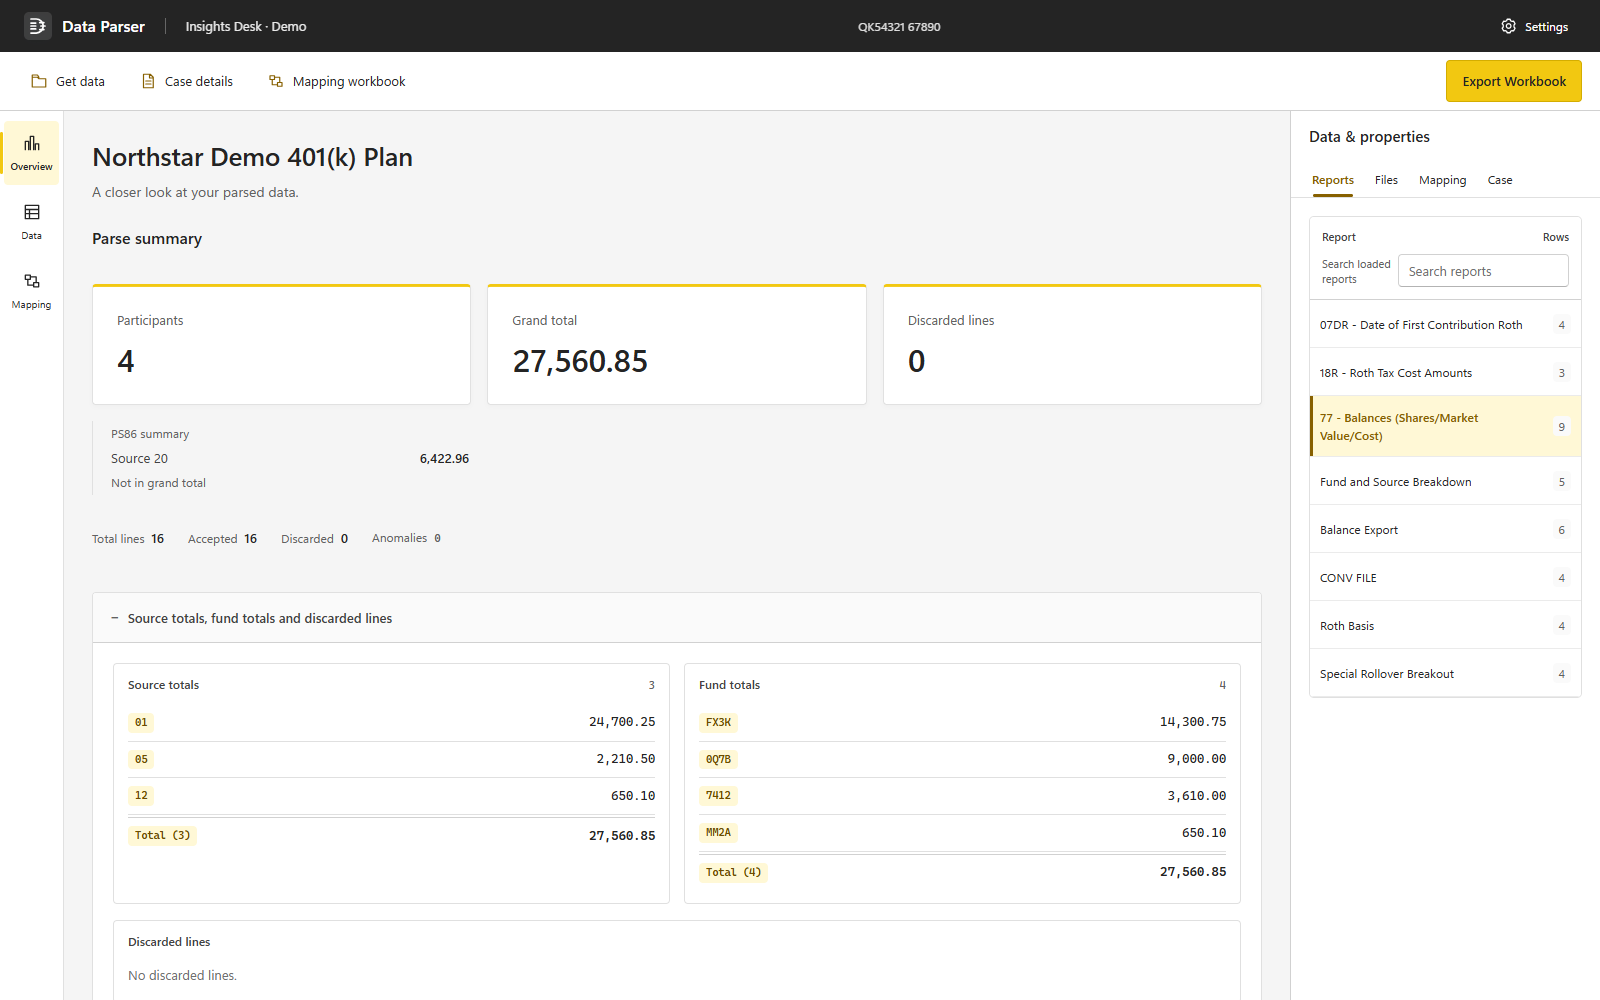 Data Parser
Insights Desk · Demo
QK54321 67890
Settings
Get data
Case details
Mapping workbook
Export Workbook
Overview
Data
Mapping
Northstar Demo 401(k) Plan
A closer look at your parsed data.
Parse summary
Participants
4
Grand total
27,560.85
Discarded lines
0
PS86 summary
Source 20 6,422.96
Not in grand total
Total lines 16 Accepted 16 Discarded 0 Anomalies 0
– Source totals, fund totals and discarded lines
Source totals 3
01 24,700.25
05 2,210.50
12 650.10
Total (3) 27,560.85
Fund totals 4
FX3K 14,300.75
0Q7B 9,000.00
7412 3,610.00
MM2A 650.10
Total (4) 27,560.85
Discarded lines
No discarded lines.
Data & properties
Reports Files Mapping Case
Report Rows
Search loaded
reports
Search reports
07DR - Date of First Contribution Roth 4
18R - Roth Tax Cost Amounts 3
77 - Balances (Shares/Market
Value/Cost) 9
Fund and Source Breakdown 5
Balance Export 6
CONV FILE 4
Roth Basis 4
Special Rollover Breakout 4